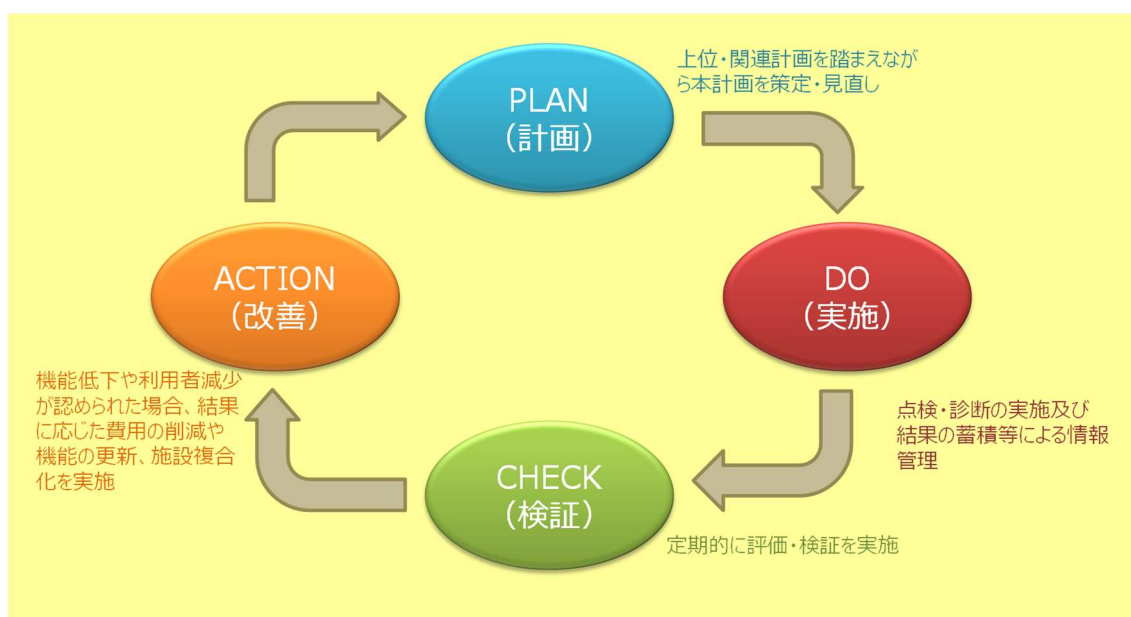 PLAN
（計画）
上位・関連計画を踏まえなが
ら本計画を策定・見直し
DO
（実施）
点検・診断の実施及び
結果の蓄積等による情報
管理
CHECK
（検証）
定期的に評価・検証を実施
ACTION
（改善）
機能低下や利用者減少
が認められた場合、結果
に応じた費用の削減や
機能の更新、施設複合
化を実施